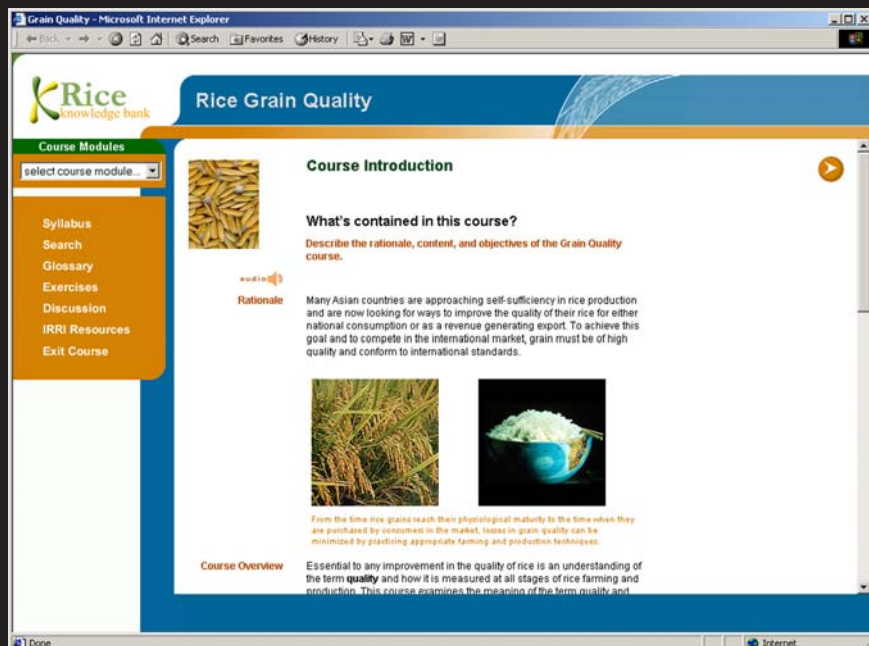 Grain Quality - Microsoft Internet Explorer
Back
Search
Favorites
History
Rice
knowledge bank
Rice Grain Quality
Course Modules
select course module...
Syllabus
Search
Glossary
Exercises
Discussion
IRRI Resources
Exit Course
Course Introduction
What's contained in this course?
Describe the rationale, content, and objectives of the Grain Quality
course.
audio
Rationale
Many Asian countries are approaching self-sufficiency in rice production
and are now looking for ways to improve the quality of their rice for either
national consumption or as a revenue generating export. To achieve this
goal and to compete in the international market, grain must be of high
quality and conform to international standards.
From the time rice grains reach their physiological maturity to the time when they
are purchased by consumers in the market, losses in grain quality can be
minimized by practicing appropriate farming and production techniques.
Course Overview
Essential to any improvement in the quality of rice is an understanding of
the term quality and how it is measured at all stages of rice farming and
production. This course examines the meaning of the term quality and
Done
Internet